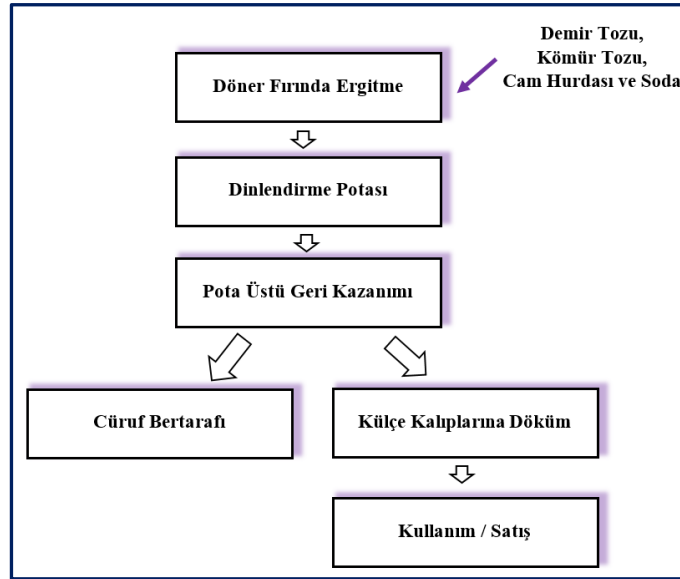 Demir Tozu,
Kömür Tozu,
Cam Hurdası ve Soda
Döner Fırında Ergitme
Dinlendirme Potası
Pota Üstü Geri Kazanımı
Cüruf Bertarafı
Külçe Kalıplarına Döküm
Kullanım / Satış